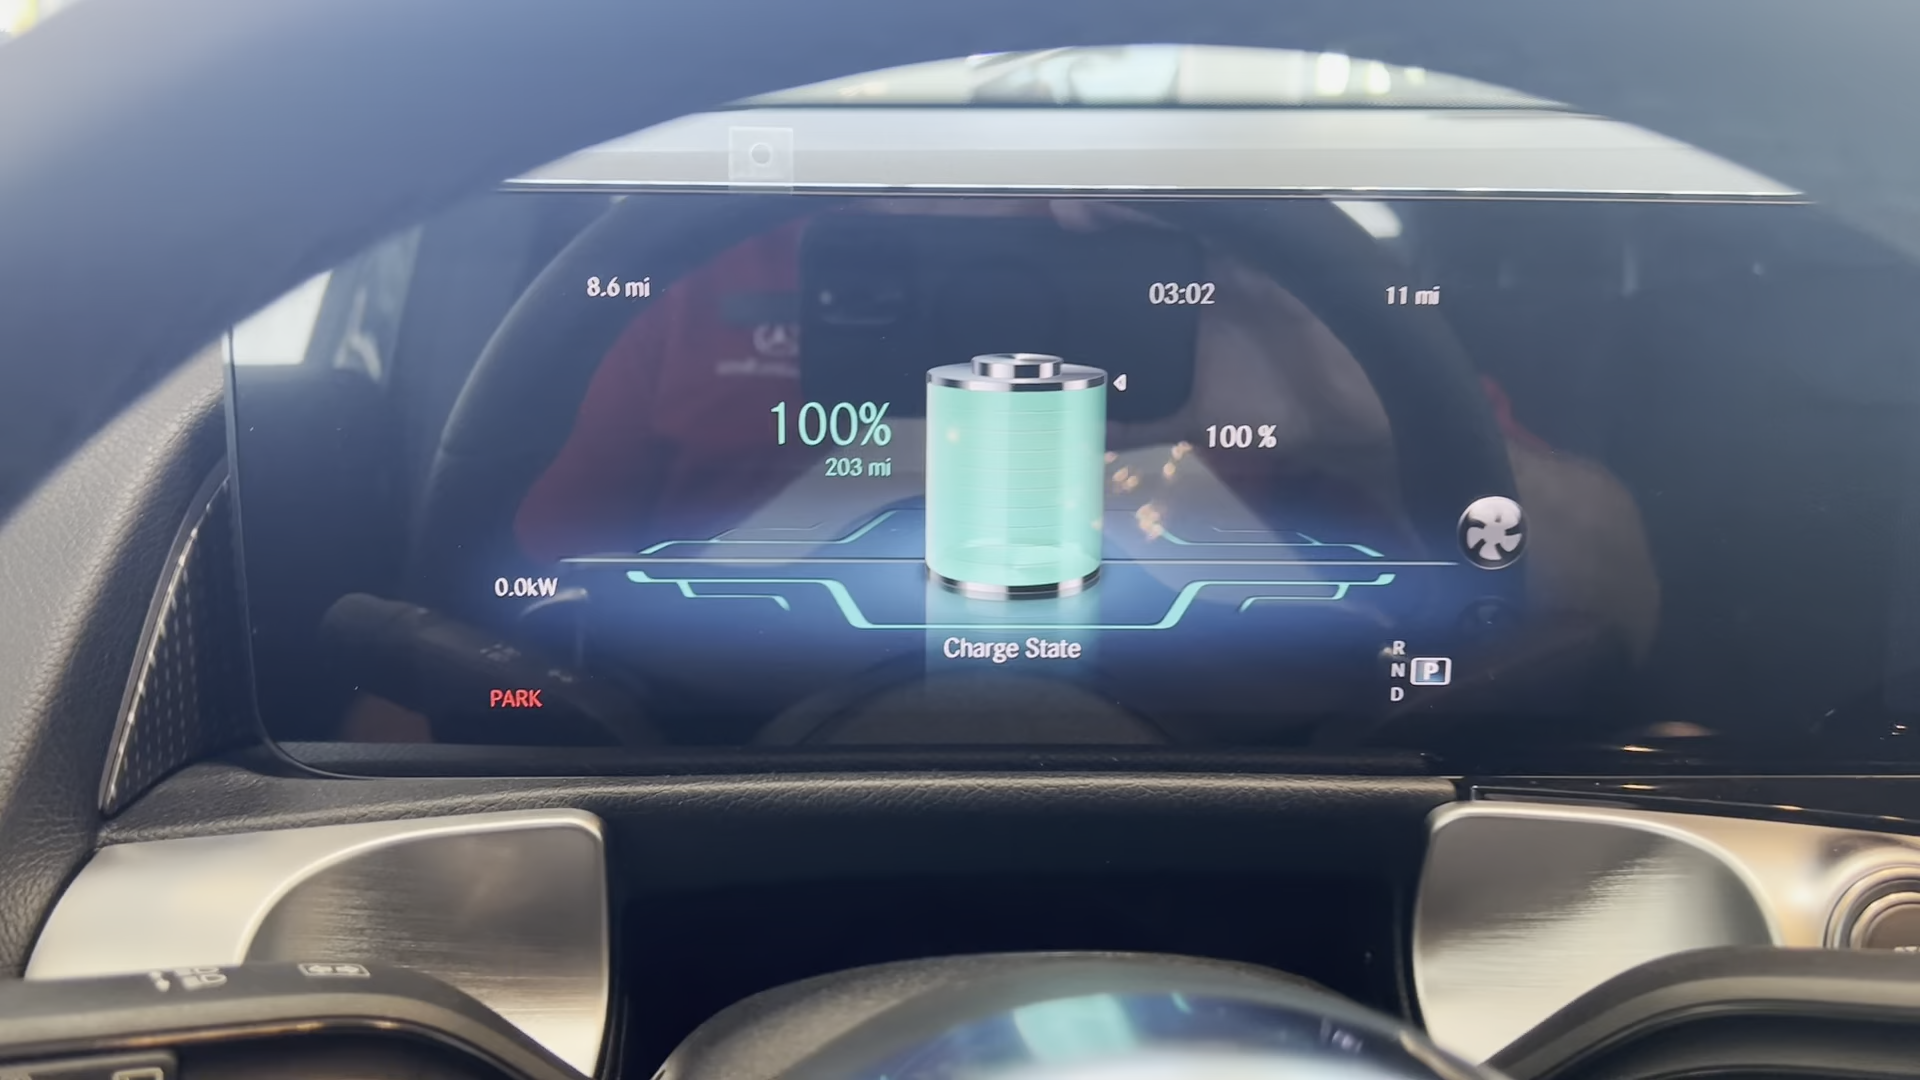 8.6 mi
03:02
11 mi
100%
203 mi
100 %
0.0kW
Charge State
R
N P
D
PARK